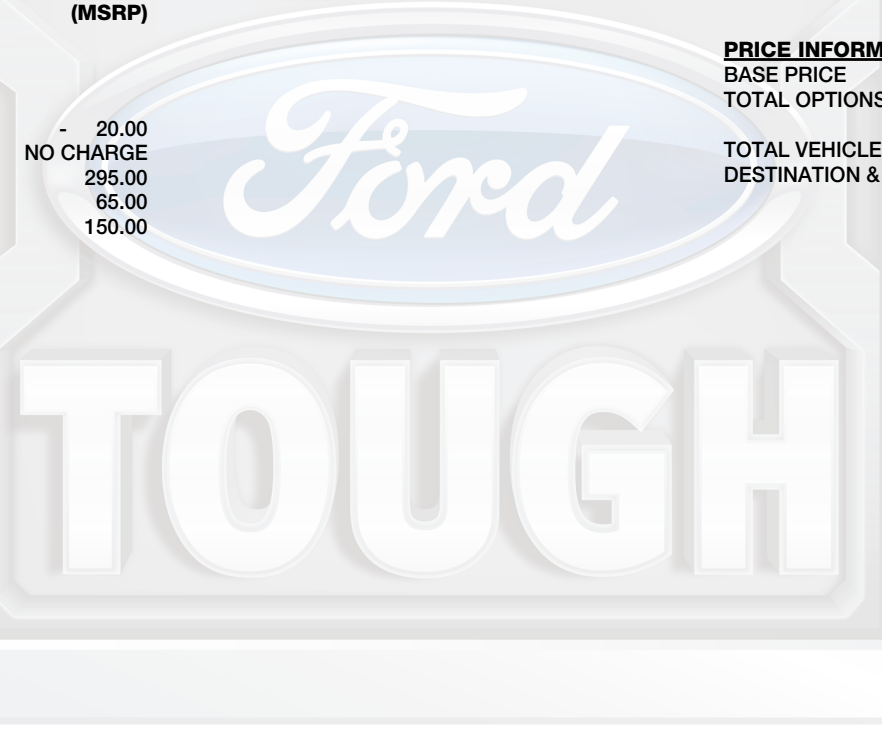 (MSRP)
- 20.00
NO CHARGE
295.00
65.00
150.00
PRICE INFORM
BASE PRICE
TOTAL OPTIONS
TOTAL VEHICLE
DESTINATION &
Ford
TOUGH